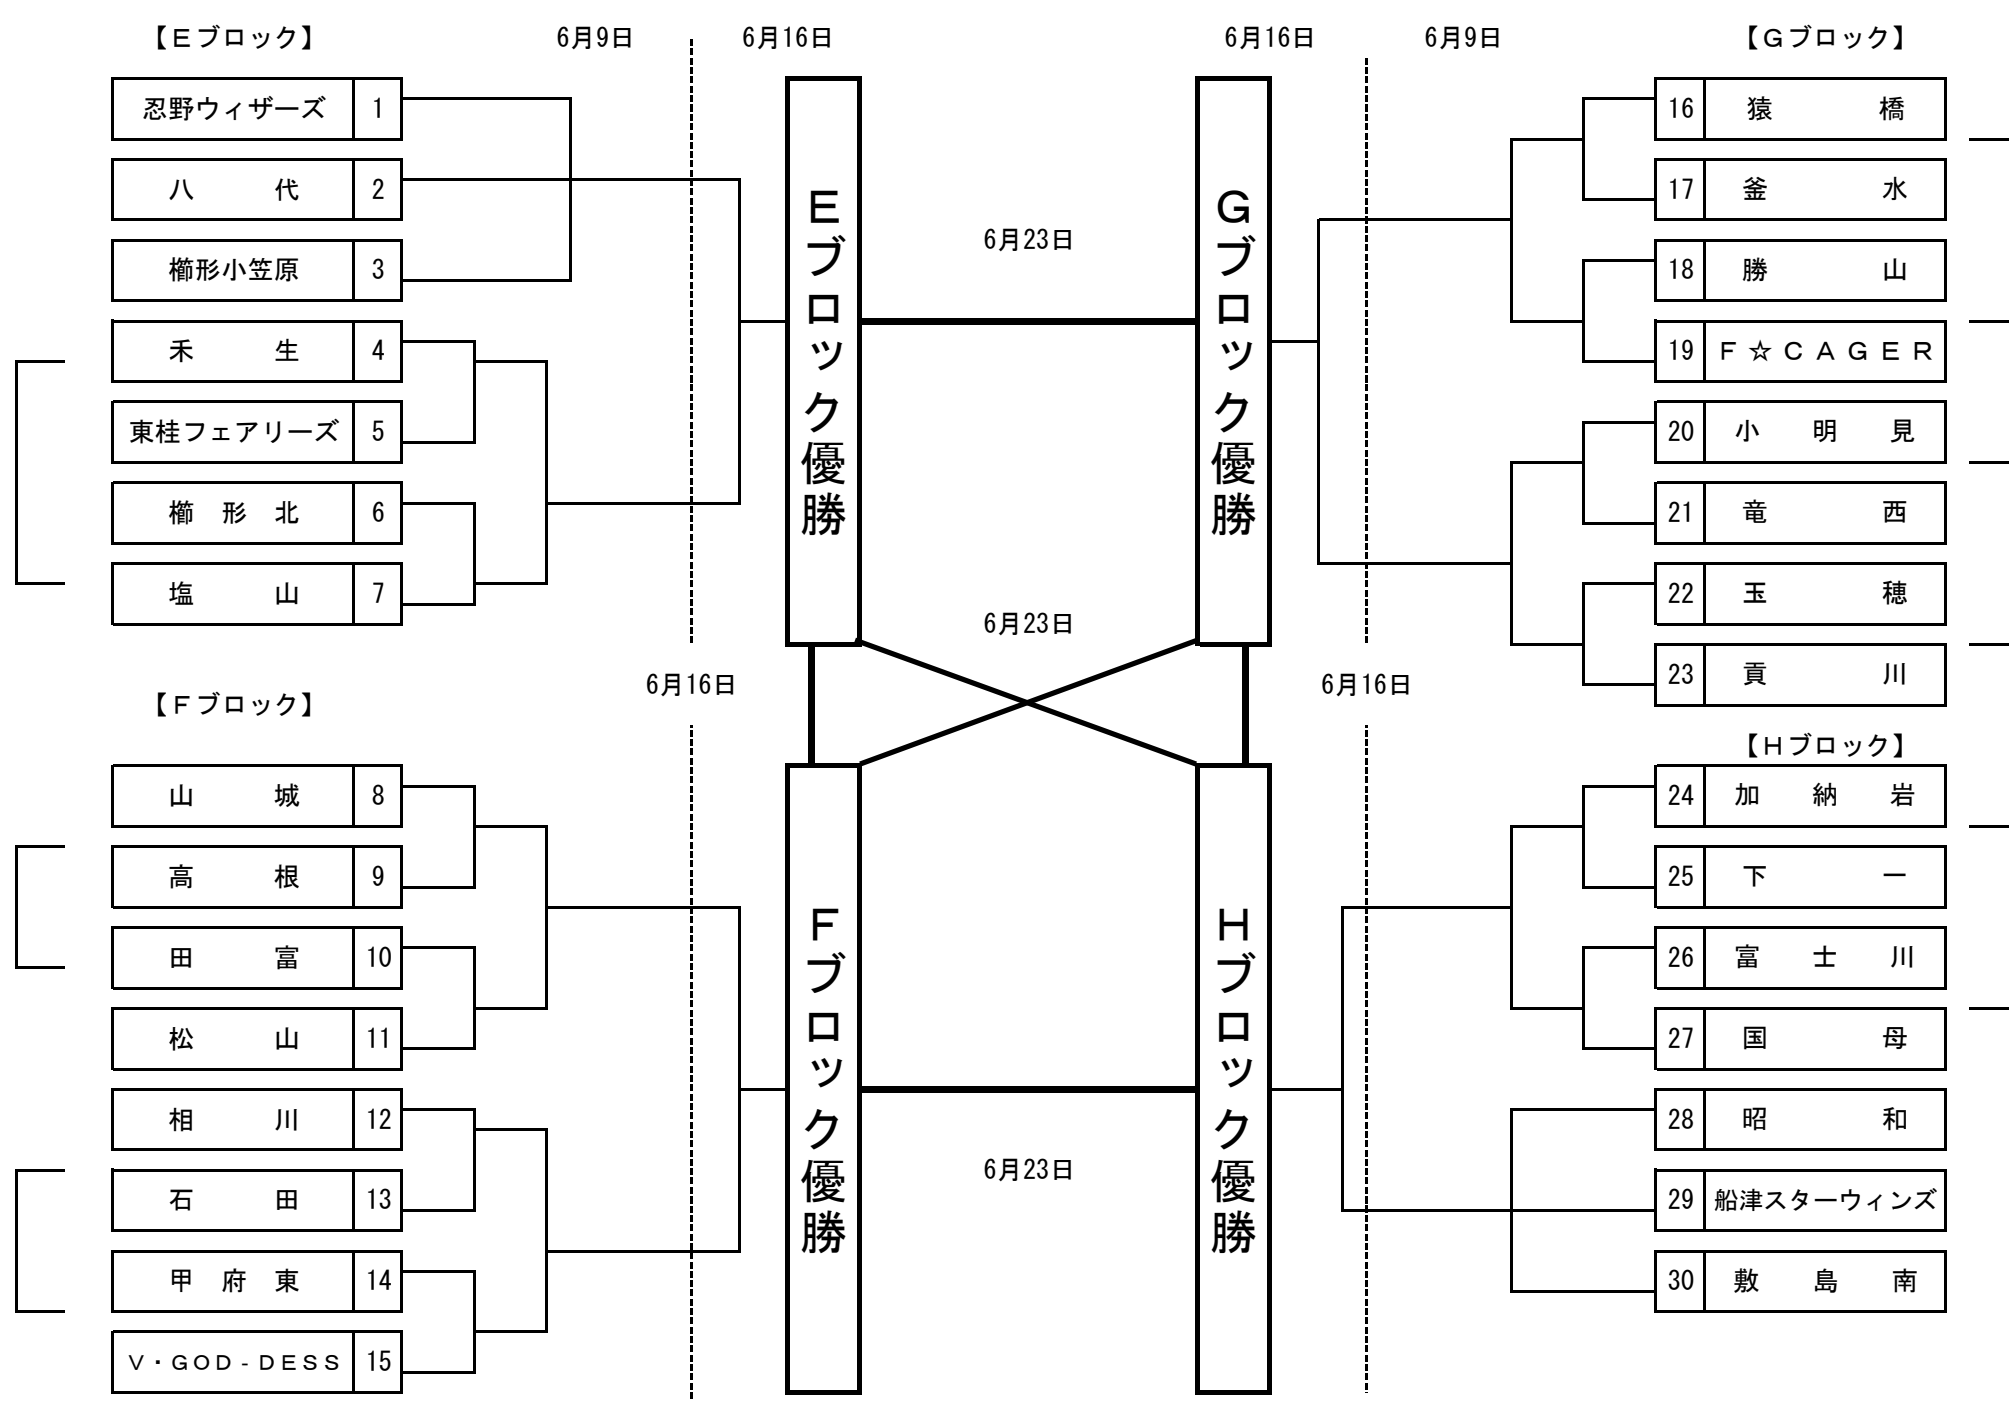 【Ｅブロック】
6月9日
6月16日
6月16日
6月9日
【Ｇブロック】
忍野ウィザーズ 1
八代 2
櫛形小笠原 3
禾生 4
東桂フェアリーズ 5
櫛形北 6
塩山 7
【Ｆブロック】
6月16日
山城 8
高根 9
田富 10
松山 11
相川 12
石田 13
甲府東 14
Ｖ・ＧＯＤ‐ＤＥＳＳ 15
Ｅブロック優勝
Ｆブロック優勝
6月23日
6月23日
6月23日
Ｇブロック優勝
Ｈブロック優勝
6月16日
16 猿橋
17 釜水
18 勝山
19 Ｆ☆ＣＡＧＥＲ
20 小明見
21 竜西
22 玉穂
23 貢川
【Ｈブロック】
24 加納岩
25 下一
26 富士川
27 国母
28 昭和
29 船津スターウィンズ
30 敷島南